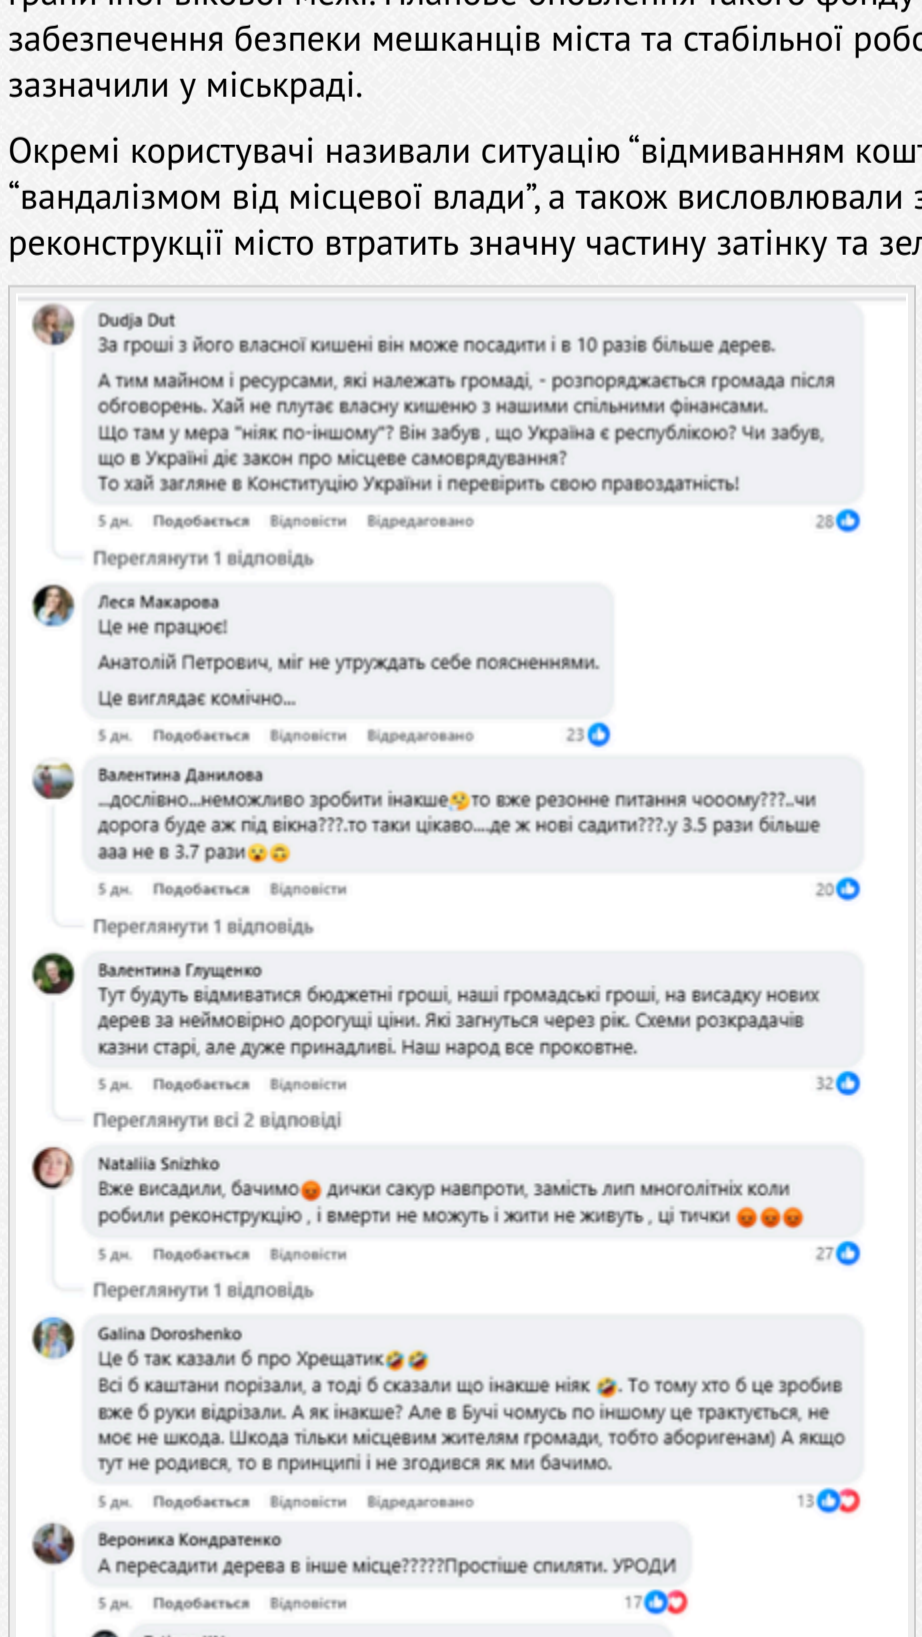 забезпечення безпеки мешканців міста та стабільної
зазначили у міськраді.
Окремі користувачі називали ситуацію “відмиванням
“вандалізмом від місцевої влади”, а також висловлювали
реконструкції місто втратить значну частину затінку та
Dudja Dut
За гроші з його власної кишені він може посадити і в 10 разів більше дерев.
А тим майном і ресурсами, які належать громаді, - розпоряджається громада після
обговорень. Хай не плутає власну кишеню з нашими спільними фінансами.
Що там у мера "ніяк по-іншому"? Він забув , що Україна є республікою? Чи забув,
що в Україні діє закон про місцеве самоврядування?
То хай загляне в Конституцію України і перевірить свою правоздатність!
5 дн. Подобається Відповісти Відредаговано 28
Переглянути 1 відповідь
Леся Макарова
Це не працює!
Анатолій Петрович, міг не утруждать себе поясненнями.
Це виглядає комічно...
5 дн. Подобається Відповісти Відредаговано 23
Валентина Данилова
...дослівно...неможливо зробити інакше🤔то вже резонне питання чооому???..чи
дорога буде аж під вікна???.то таки цікаво....де ж нові садити???.у 3.5 рази більше
ааа не в 3.7 рази😮🙃
5 дн. Подобається Відповісти 20
Переглянути 1 відповідь
Валентина Глущенко
Тут будуть відмиватися бюджетні гроші, наші громадські гроші, на висадку нових
дерев за неймовірно дорогущі ціни. Які загнуться через рік. Схеми розкрадачів
казни старі, але дуже принадливі. Наш народ все проковтне.
5 дн. Подобається Відповісти 32
Переглянути всі 2 відповіді
Nataliia Snizhko
Вже висадили, бачимо😡 дички сакур навпроти, замість лип многолітніх коли
робили реконструкцію , і вмерти не можуть і жити не живуть , ці тички 😡😡😡
5 дн. Подобається Відповісти 27
Переглянути 1 відповідь
Galina Doroshenko
Це б так казали б про Хрещатик🤣🤣
Всі б каштани порізали, а тоді б сказали що інакше ніяк 🤣. То тому хто б це зробив
вже б руки відрізали. А як інакше? Але в Бучі чомусь по іншому це трактується, не
моє не шкода. Шкода тільки місцевим жителям громади, тобто аборигенам) А якщо
тут не родився, то в принципі і не згодився як ми бачимо.
5 дн. Подобається Відповісти Відредаговано 13
Вероника Кондратенко
А пересадити дерева в інше місце?????Простіше спиляти. УРОДИ
5 дн. Подобається Відповісти 17